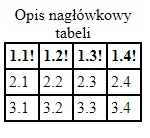 Opis nagłówkowy
tabeli
1.1! 1.2! 1.3! 1.4!
2.1 2.2 2.3 2.4
3.1 3.2 3.3 3.4